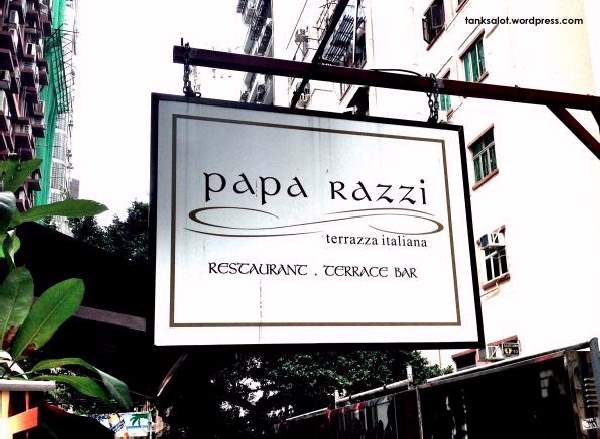 tanksalot.wordpress.com
papa Razzi
terrazza italiana
RESTAURANT . TERRACE BAR